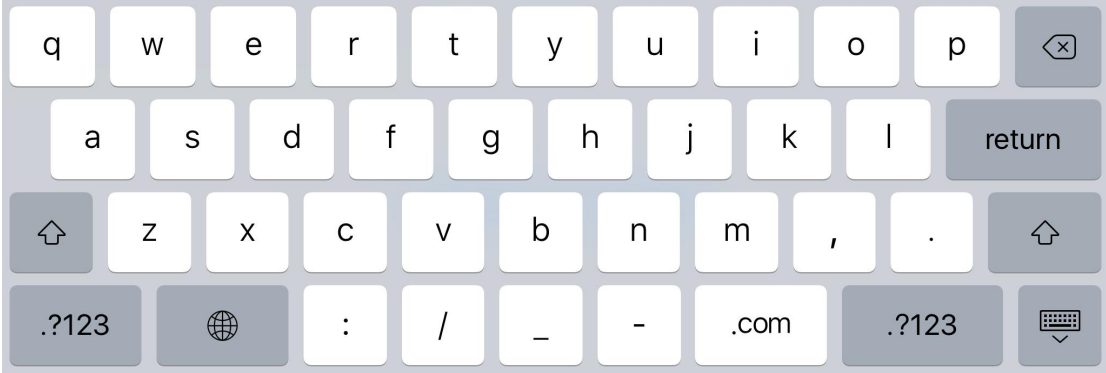 q w e r t y u i o p
a s d f g h j k l return
z x c v b n m , .
.?123 : / _ - .com .?123